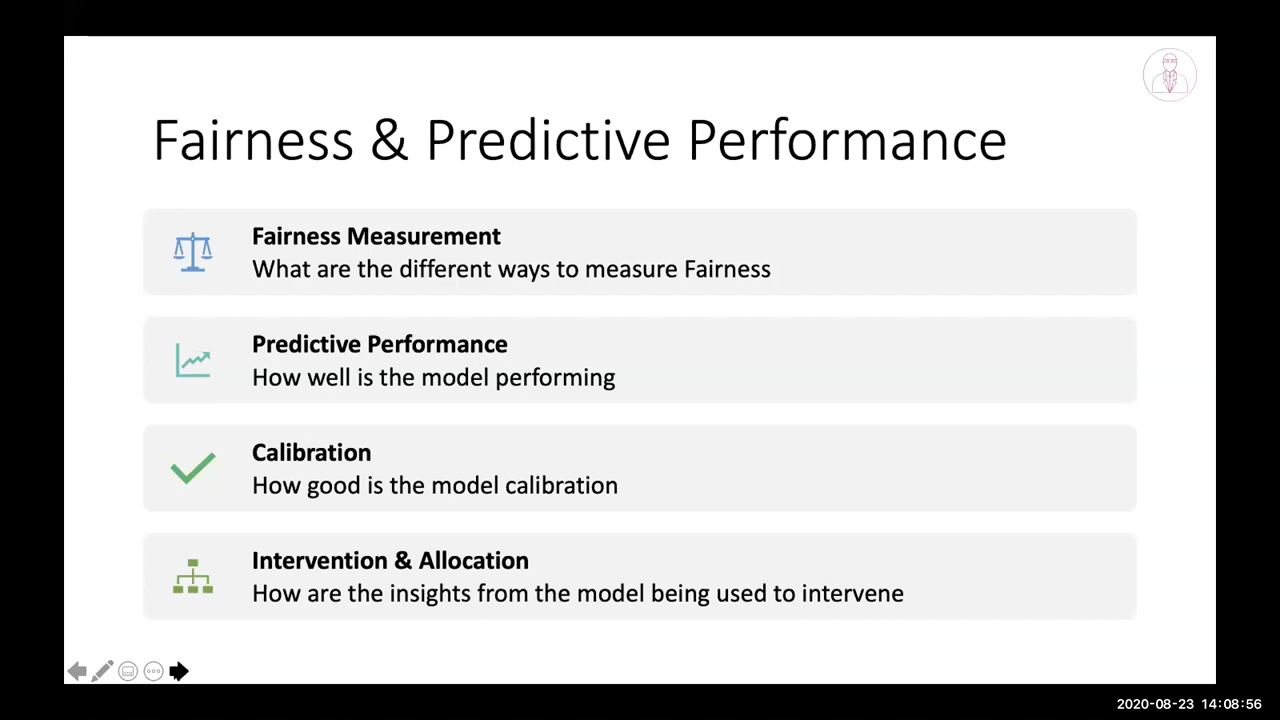 Fairness & Predictive Performance
Fairness Measurement
What are the different ways to measure Fairness
Predictive Performance
How well is the model performing
Calibration
How good is the model calibration
Intervention & Allocation
How are the insights from the model being used to intervene
2020-08-23 14:08:56